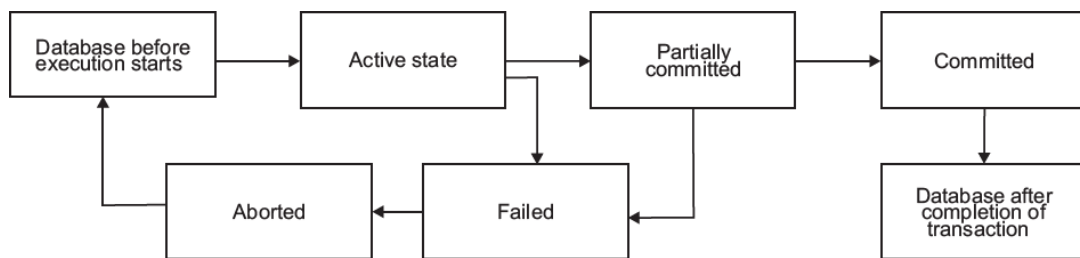 Database before
execution starts
Active state
Partially
committed
Committed
Aborted
Failed
Database after
completion of
transaction